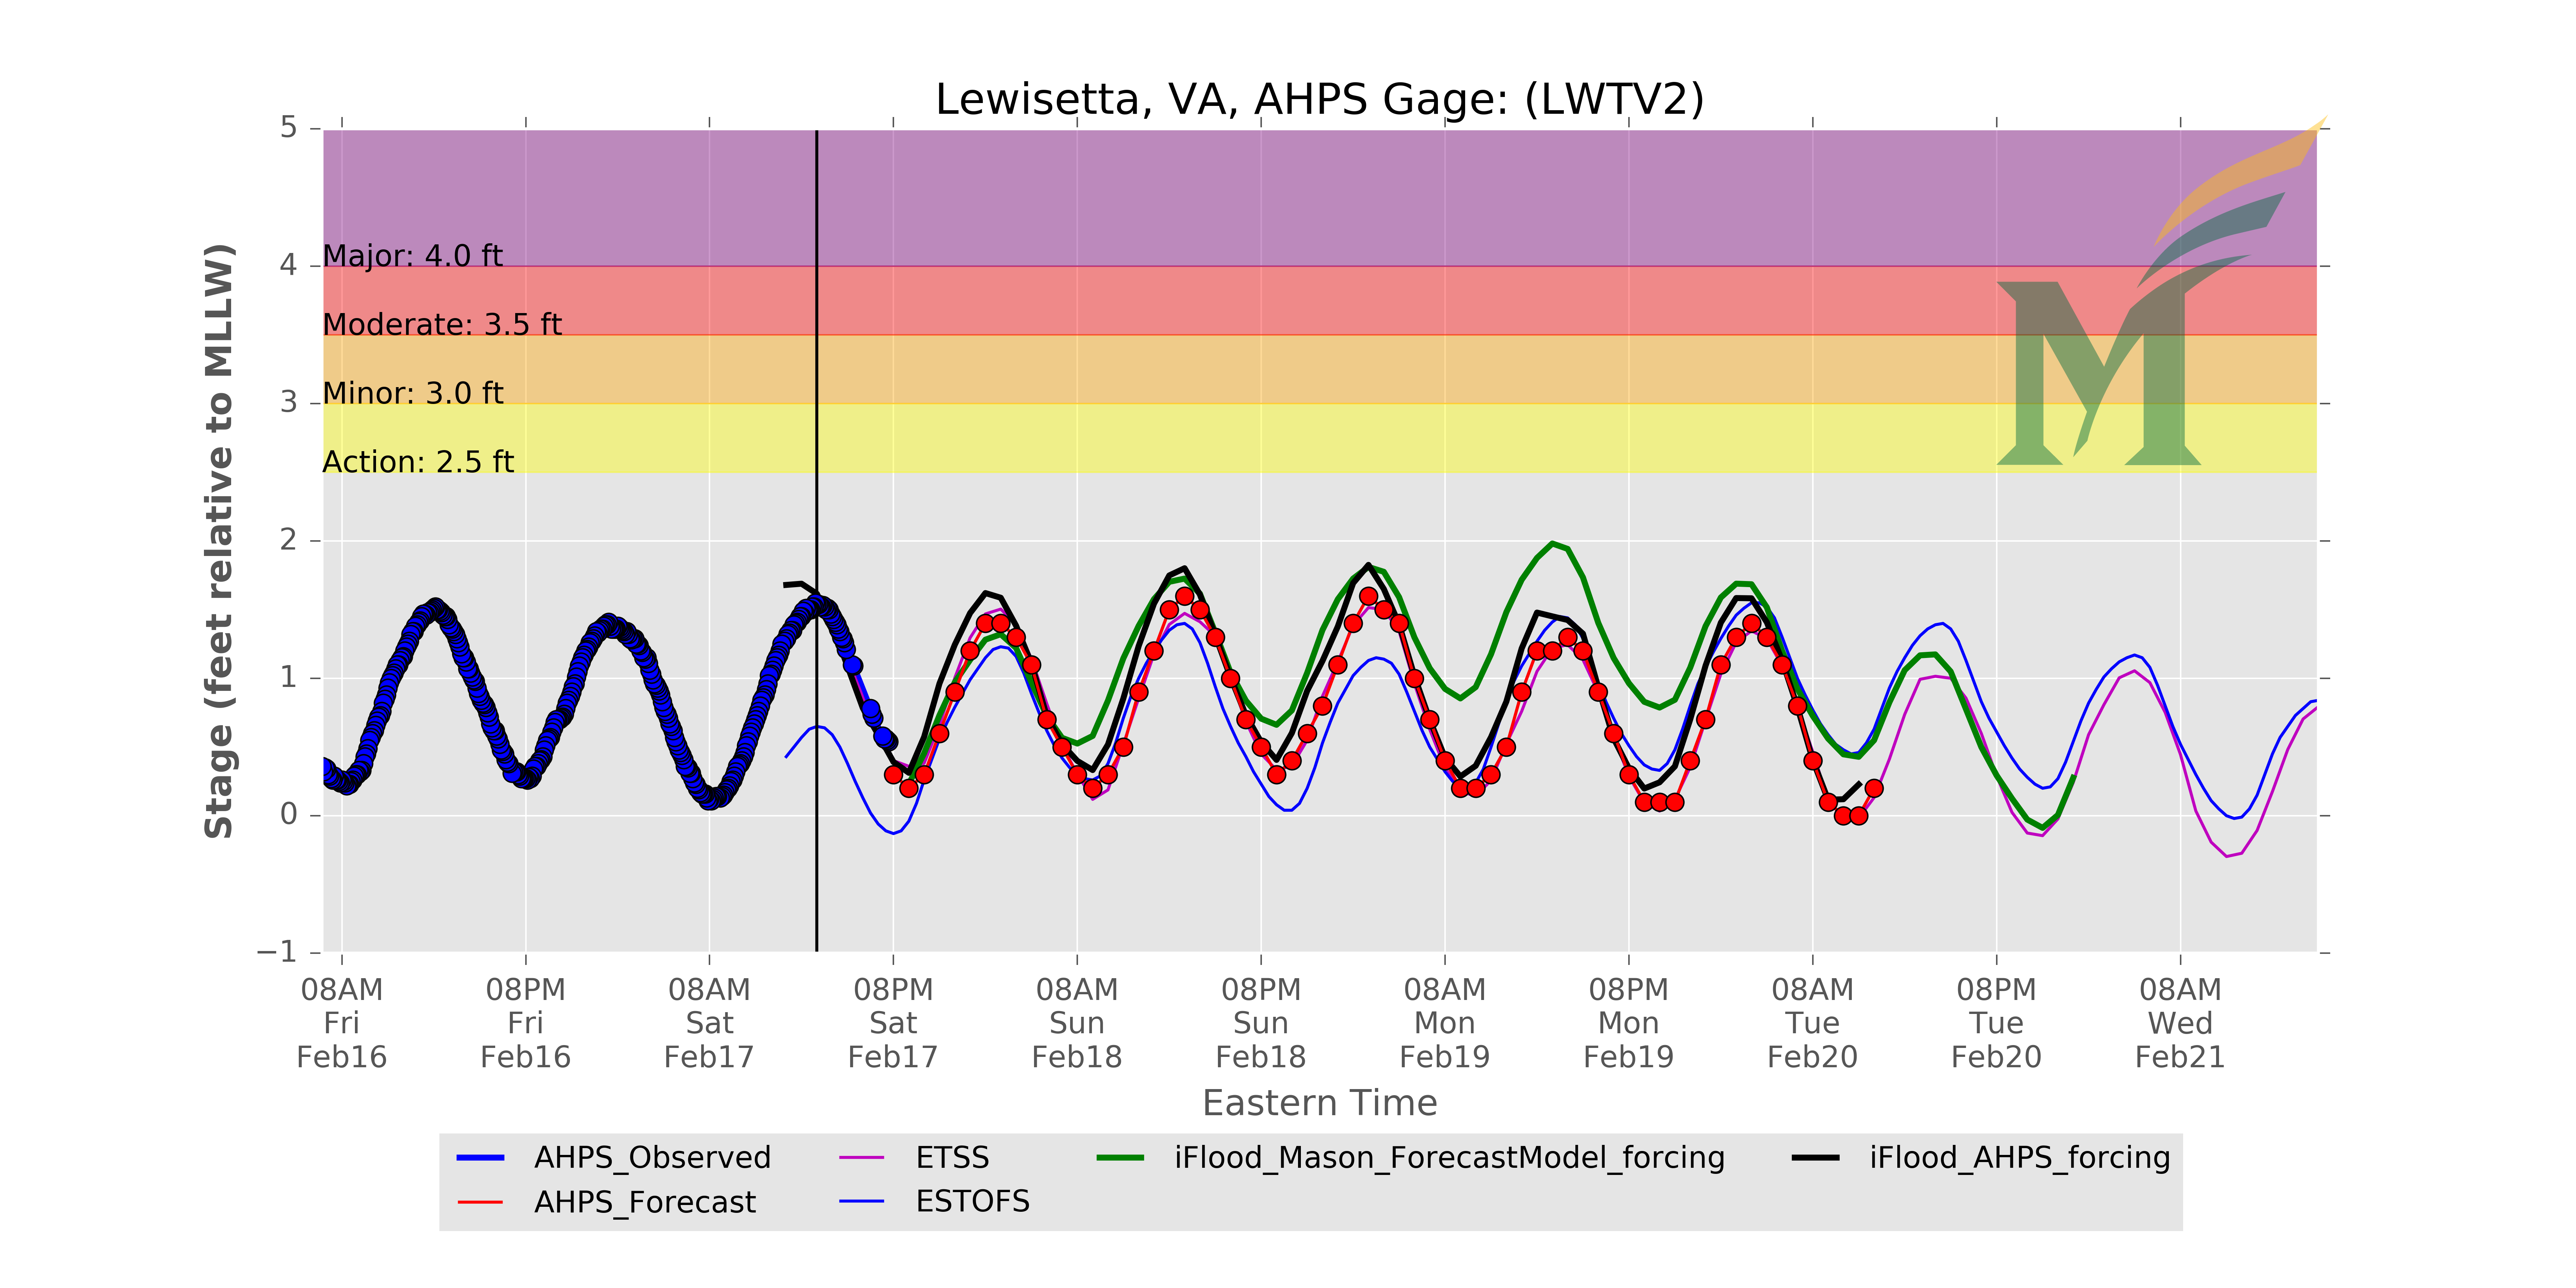 Lewisetta, VA, AHPS Gage: (LWTV2)
Stage (feet relative to MLLW)
5
4
3
2
1
0
−1
Major: 4.0 ft
Moderate: 3.5 ft
Minor: 3.0 ft
Action: 2.5 ft
08AM 08PM 08AM 08PM 08AM 08PM 08AM 08PM 08AM 08PM 08AM
Fri Fri Sat Sat Sun Sun Mon Mon Tue Tue Wed
Feb16 Feb16 Feb17 Feb17 Feb18 Feb18 Feb19 Feb19 Feb20 Feb20 Feb21
Eastern Time
AHPS_Observed ETSS iFlood_Mason_ForecastModel_forcing iFlood_AHPS_forcing
AHPS_Forecast ESTOFS
M